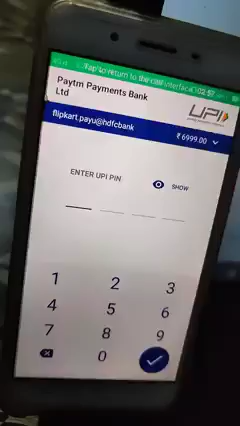 Tap to return to the call interface 02:57
Paytm Payments Bank
Ltd
UPI
flipkart.payu@hdfcbank
₹ 6999.00
ENTER UPI PIN
SHOW
1 2 3
4 5 6
7 8 9
0